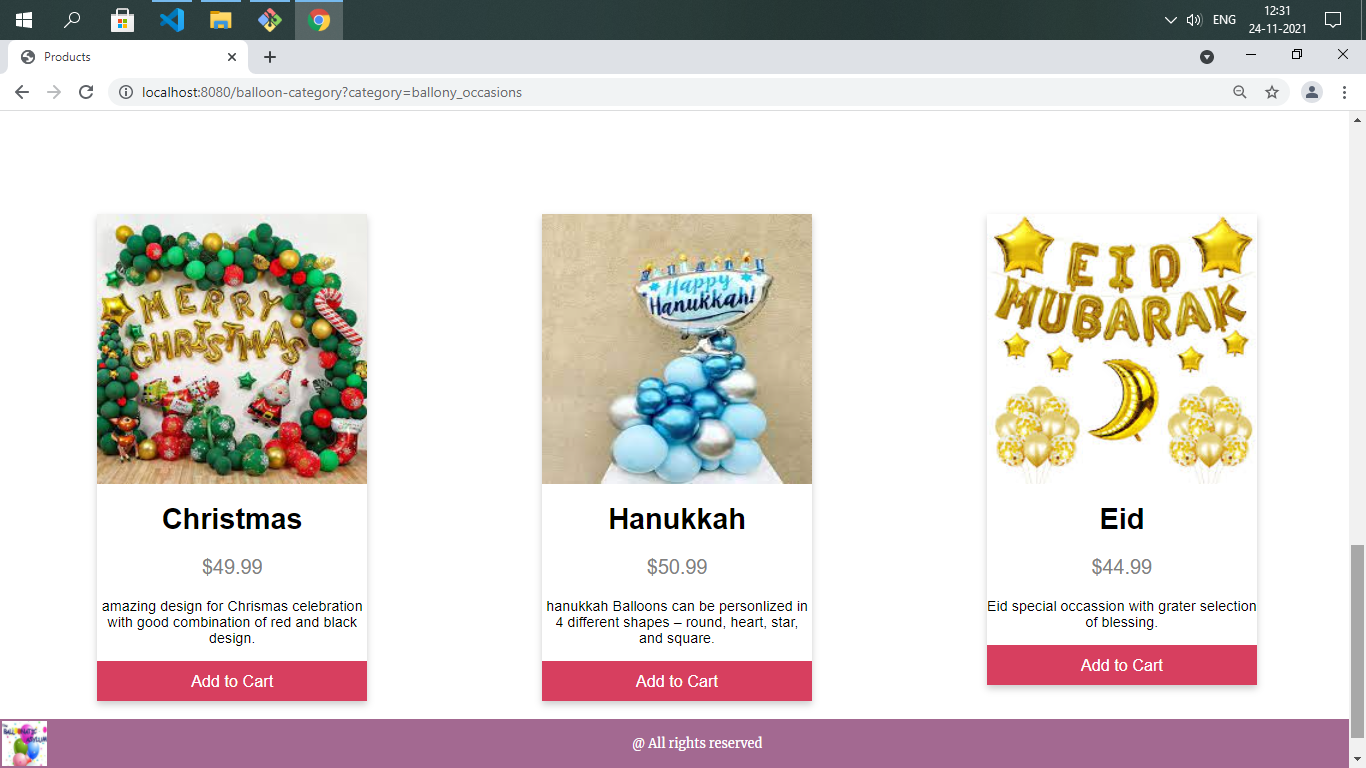 ENG
12:31
24-11-2021
Products
localhost:8080/balloon-category?category=ballony_occasions
MERRY
CHRISTMAS
Happy
Hanukkah!
EID
MUBARAK
Christmas
Hanukkah
Eid
$49.99
$50.99
$44.99
amazing design for Chrismas celebration
with good combination of red and black
design.
hanukkah Balloons can be personlized in
4 different shapes – round, heart, star,
and square.
Eid special occassion with grater selection
of blessing.
Add to Cart
Add to Cart
Add to Cart
@ All rights reserved